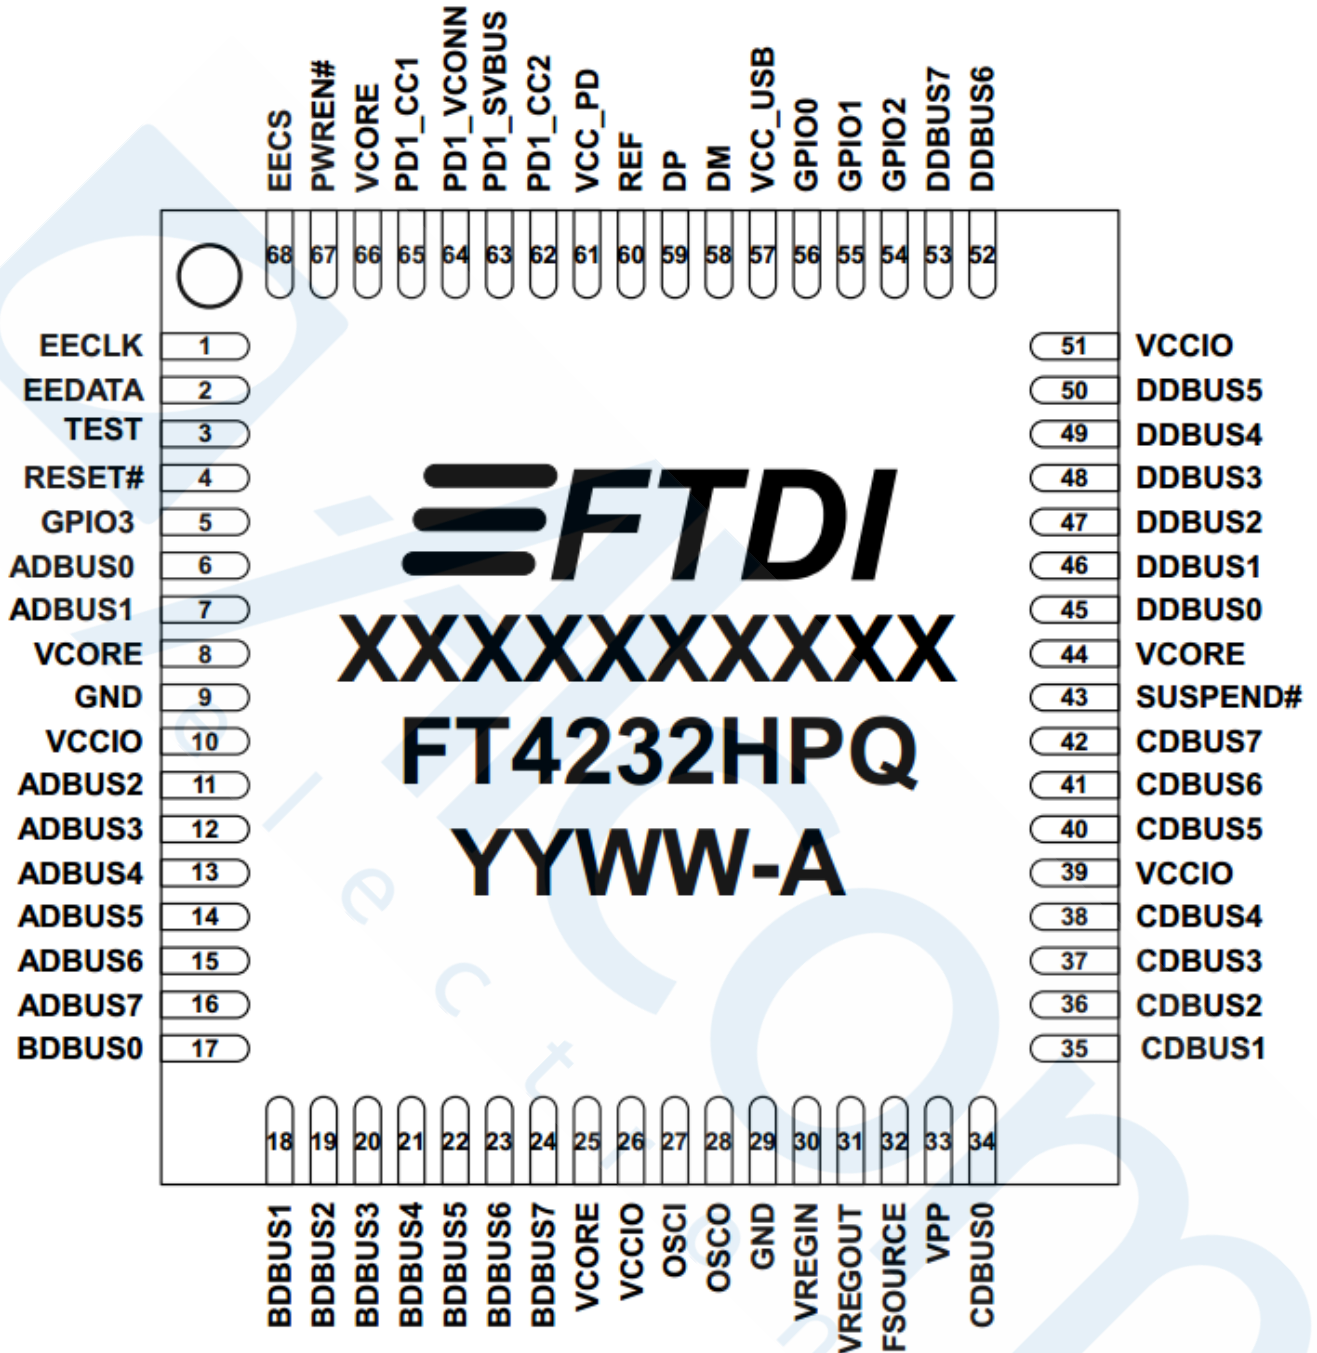 EECS
PWREN#
VCORE
PD1_CC1
PD1_VCONN
PD1_SVBUS
PD1_CC2
VCC_PD
REF
DP
DM
VCC_USB
GPIO0
GPIO1
GPIO2
DDBUS7
DDBUS6
68 67 66 65 64 63 62 61 60 59 58 57 56 55 54 53 52
EECLK 1 51 VCCIO
EEDATA 2 50 DDBUS5
TEST 3 49 DDBUS4
RESET# 4 48 DDBUS3
GPIO3 5 47 DDBUS2
ADBUS0 6 46 DDBUS1
ADBUS1 7 45 DDBUS0
VCORE 8 44 VCORE
GND 9 43 SUSPEND#
VCCIO 10 42 CDBUS7
ADBUS2 11 41 CDBUS6
ADBUS3 12 40 CDBUS5
ADBUS4 13 39 VCCIO
ADBUS5 14 38 CDBUS4
ADBUS6 15 37 CDBUS3
ADBUS7 16 36 CDBUS2
BDBUS0 17 35 CDBUS1
FTDI
XXXXXXXXXX
FT4232HPQ
YYWW-A
18 19 20 21 22 23 24 25 26 27 28 29 30 31 32 33 34
BDBUS1
BDBUS2
BDBUS3
BDBUS4
BDBUS5
BDBUS6
BDBUS7
VCORE
VCCIO
OSCI
OSCO
GND
VREGIN
VREGOUT
FSOURCE
VPP
CDBUS0